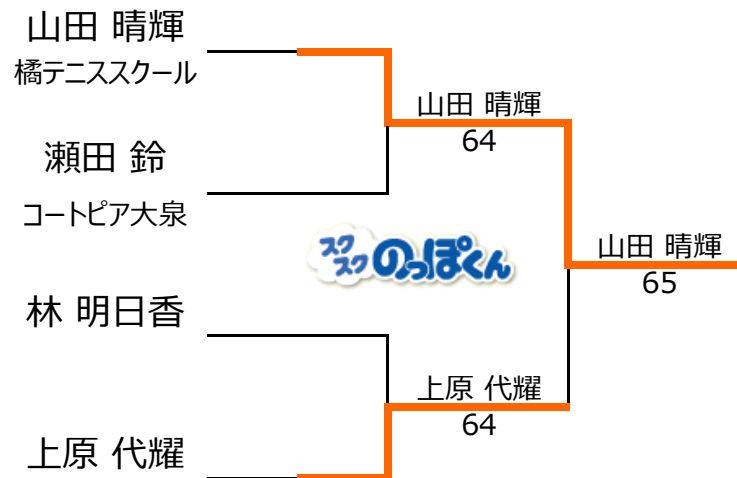 山田 晴輝
橘テニススクール
山田 晴輝
64
瀬田 鈴
コートピア大泉
スク
スク のっぽくん
山田 晴輝
65
林 明日香
上原 代耀
64
上原 代耀